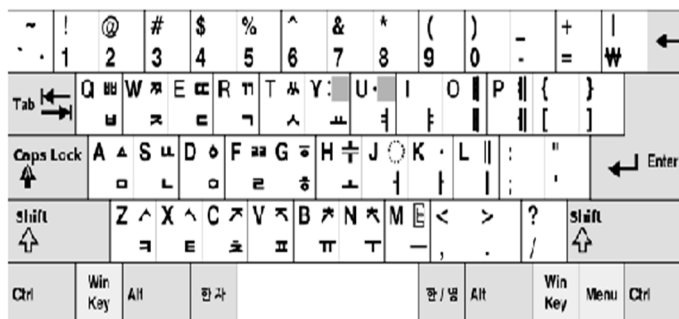 ~ ! @ # $ % ^ & * ( ) _ + |
` 1 2 3 4 5 6 7 8 9 0 - = ₩
Tab Q ㅃ W ㅉ E ㄸ R ㄲ T ㅆ Y : U · I O P { }
ㅂ ㅈ ㄷ ㄱ ㅅ ㅛ ㅕ ㅑ [ ]
Caps Lock A ㅿ S D ㆁ F G ㆆ H J K · L : " Enter
ㅁ ㄴ ㅇ ㄹ ㅎ ㅗ ㅓ ㅏ ㅣ ; '
Shift Z X C V B N M < > ? Shift
ㅋ ㅌ ㅊ ㅍ ㅠ ㅜ ㅡ , . /
Ctrl Win Key Alt 한자 한/영 Alt Win Key Menu Ctrl